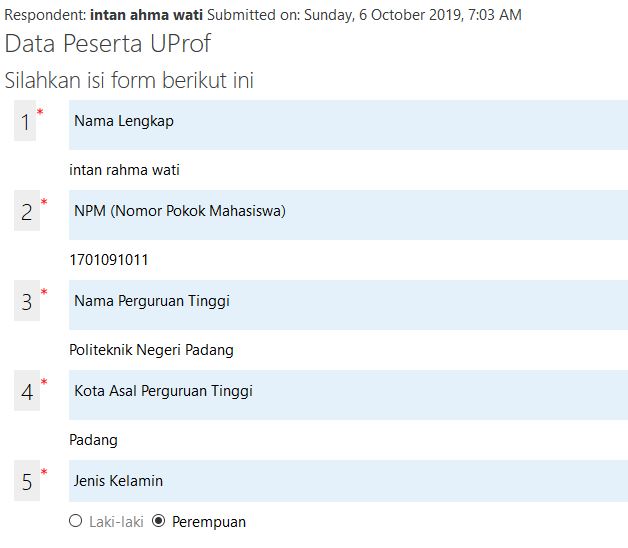 Respondent: intan ahma wati Submitted on: Sunday, 6 October 2019, 7:03 AM
Data Peserta UProf
Silahkan isi form berikut ini
1* Nama Lengkap
intan rahma wati
2* NPM (Nomor Pokok Mahasiswa)
1701091011
3* Nama Perguruan Tinggi
Politeknik Negeri Padang
4* Kota Asal Perguruan Tinggi
Padang
5* Jenis Kelamin
Laki-laki Perempuan